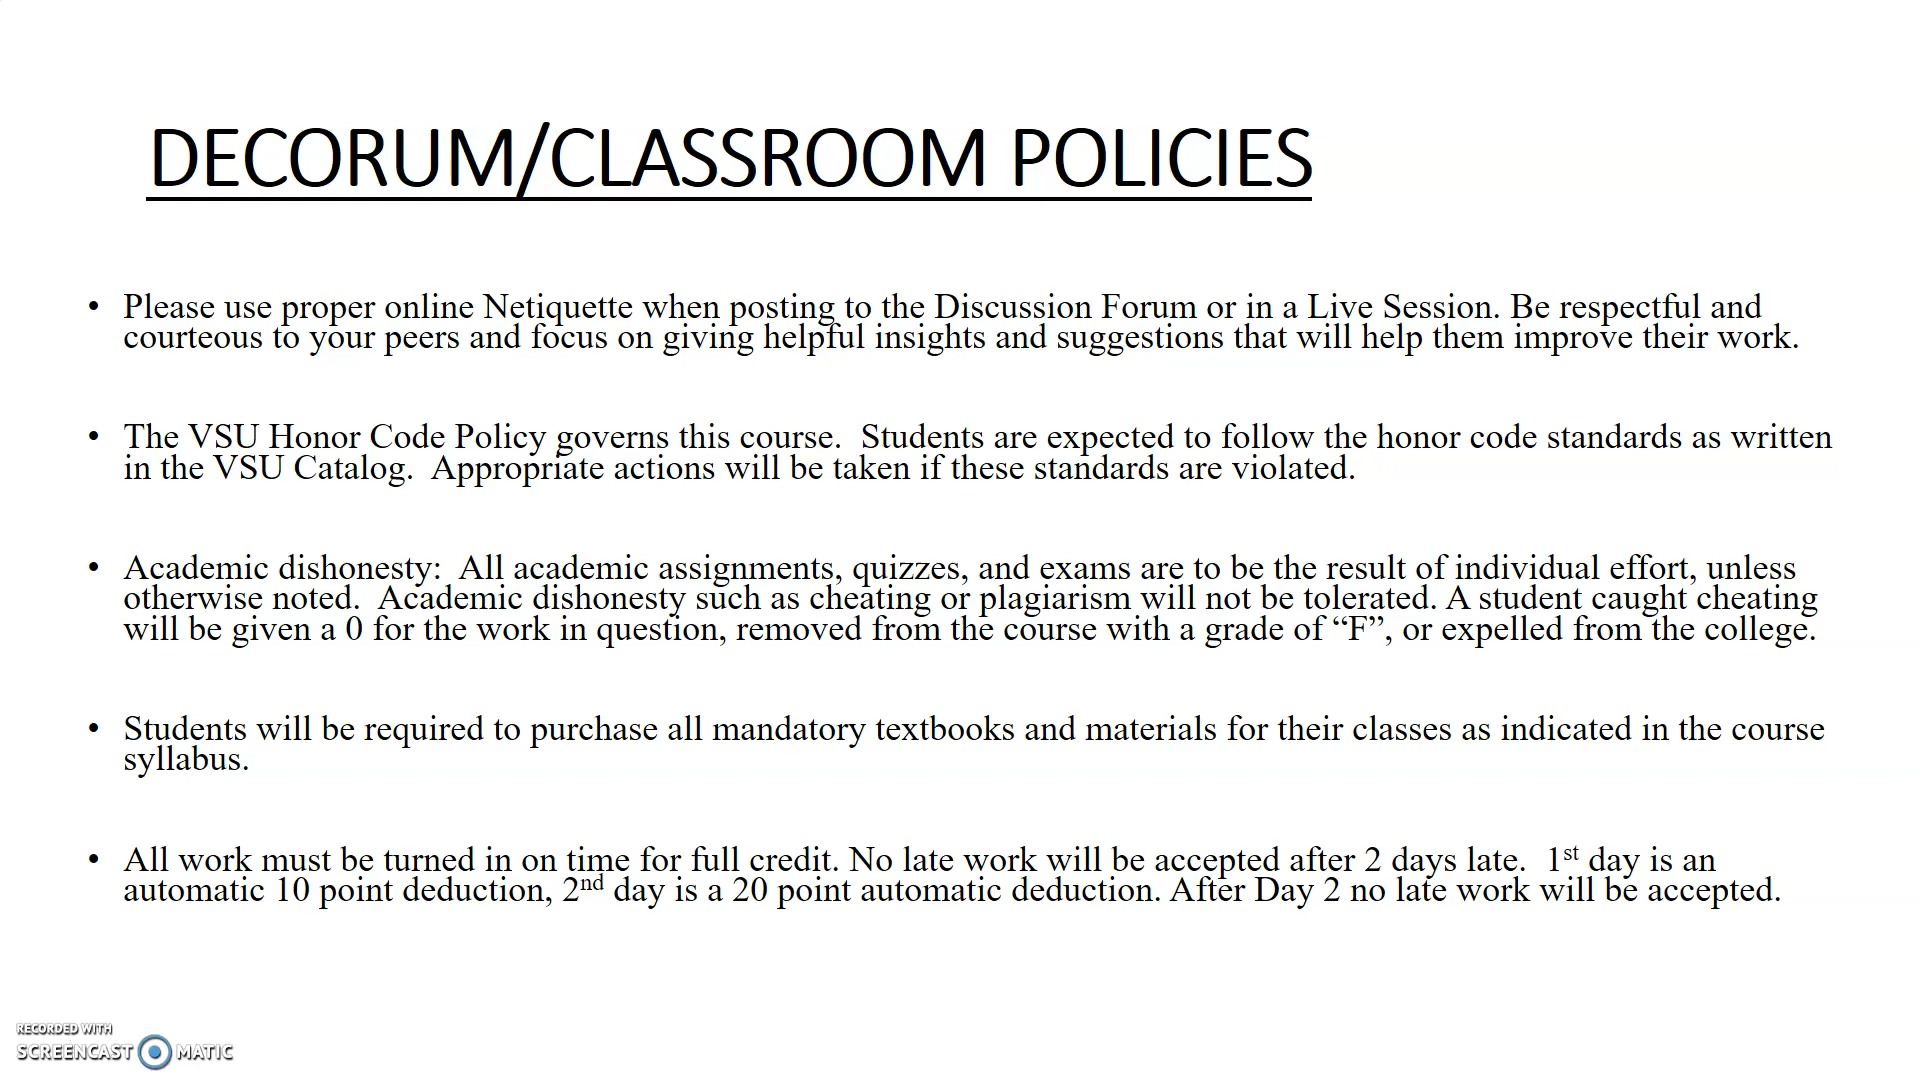 DECORUM/CLASSROOM POLICIES
• Please use proper online Netiquette when posting to the Discussion Forum or in a Live Session. Be respectful and
courteous to your peers and focus on giving helpful insights and suggestions that will help them improve their work.
• The VSU Honor Code Policy governs this course.  Students are expected to follow the honor code standards as written
in the VSU Catalog.  Appropriate actions will be taken if these standards are violated.
• Academic dishonesty:  All academic assignments, quizzes, and exams are to be the result of individual effort, unless
otherwise noted.  Academic dishonesty such as cheating or plagiarism will not be tolerated. A student caught cheating
will be given a 0 for the work in question, removed from the course with a grade of “F”, or expelled from the college.
• Students will be required to purchase all mandatory textbooks and materials for their classes as indicated in the course
syllabus.
• All work must be turned in on time for full credit. No late work will be accepted after 2 days late.  1st day is an
automatic 10 point deduction, 2nd day is a 20 point automatic deduction. After Day 2 no late work will be accepted.
RECORDED WITH
SCREENCAST MATIC